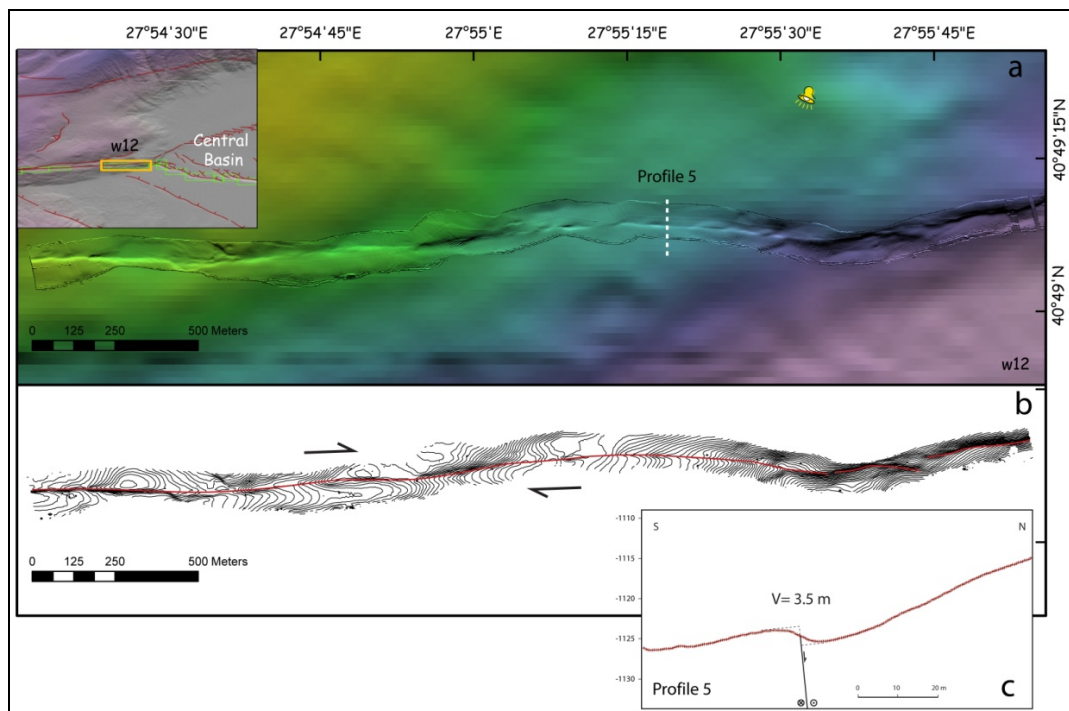 27°54'30" 27°54'45" 27°55' 27°55'15" 27°55'30" 27°55'45"
a
w12
Central
Basin
Profile 5
40°49'15"N
40°49'N
0 125 250 500 Meters
w12
b
0 125 250 500 Meters
-1110
S N
-1115
V= 3.5 m
-1120
-1125
-1130
0 10 20 m
Profile 5
c